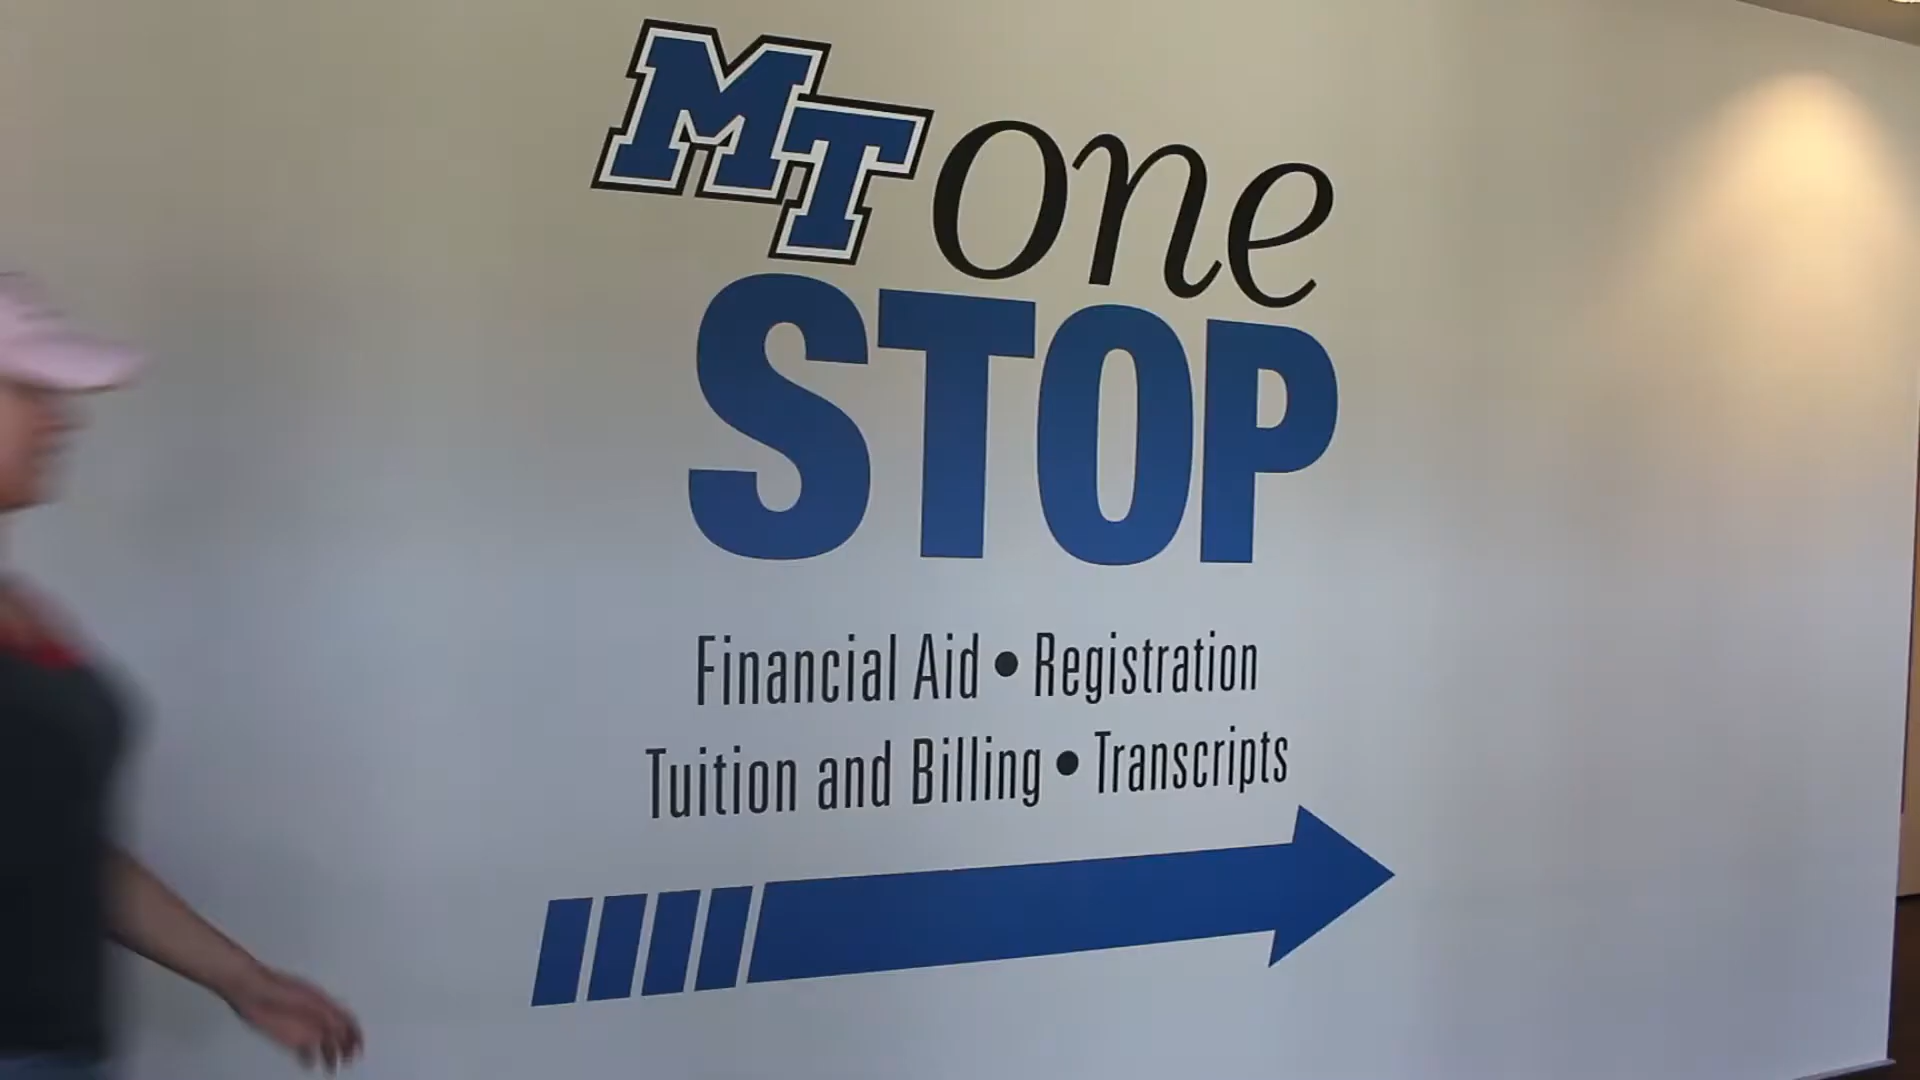 MT one
STOP
Financial Aid • Registration
Tuition and Billing • Transcripts